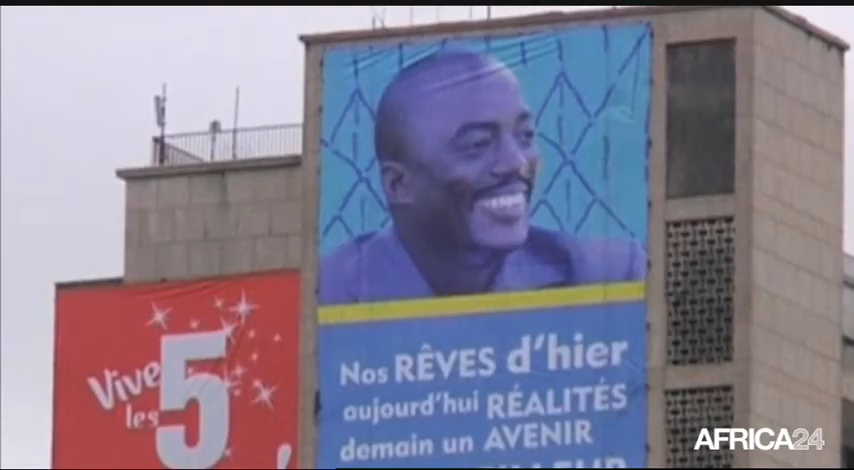 Vive
les
5
Nos RÊVES d'hier
aujourd'hui RÉALITÉS
demain un AVENIR
AFRICA24